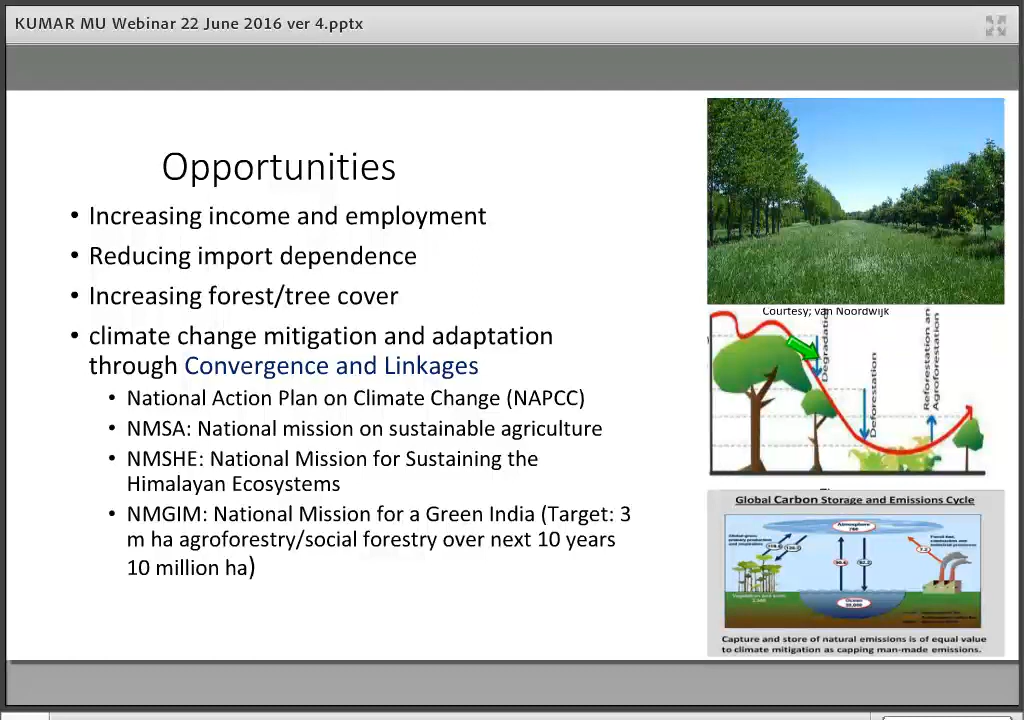 KUMAR MU Webinar 22 June 2016 ver 4.pptx
Opportunities
• Increasing income and employment
• Reducing import dependence
• Increasing forest/tree cover
• climate change mitigation and adaptation
through Convergence and Linkages
• National Action Plan on Climate Change (NAPCC)
• NMSA: National mission on sustainable agriculture
• NMSHE: National Mission for Sustaining the
Himalayan Ecosystems
• NMGIM: National Mission for a Green India (Target: 3
m ha agroforestry/social forestry over next 10 years
10 million ha)
Courtesy; van Noordwijk
Deforestation
Reforestation
Agroforestation
Global Carbon Storage and Emissions Cycle
Atmosphere
Ocean
Capture and store of natural emissions is of equal value
to climate mitigation as capping man-made emissions.